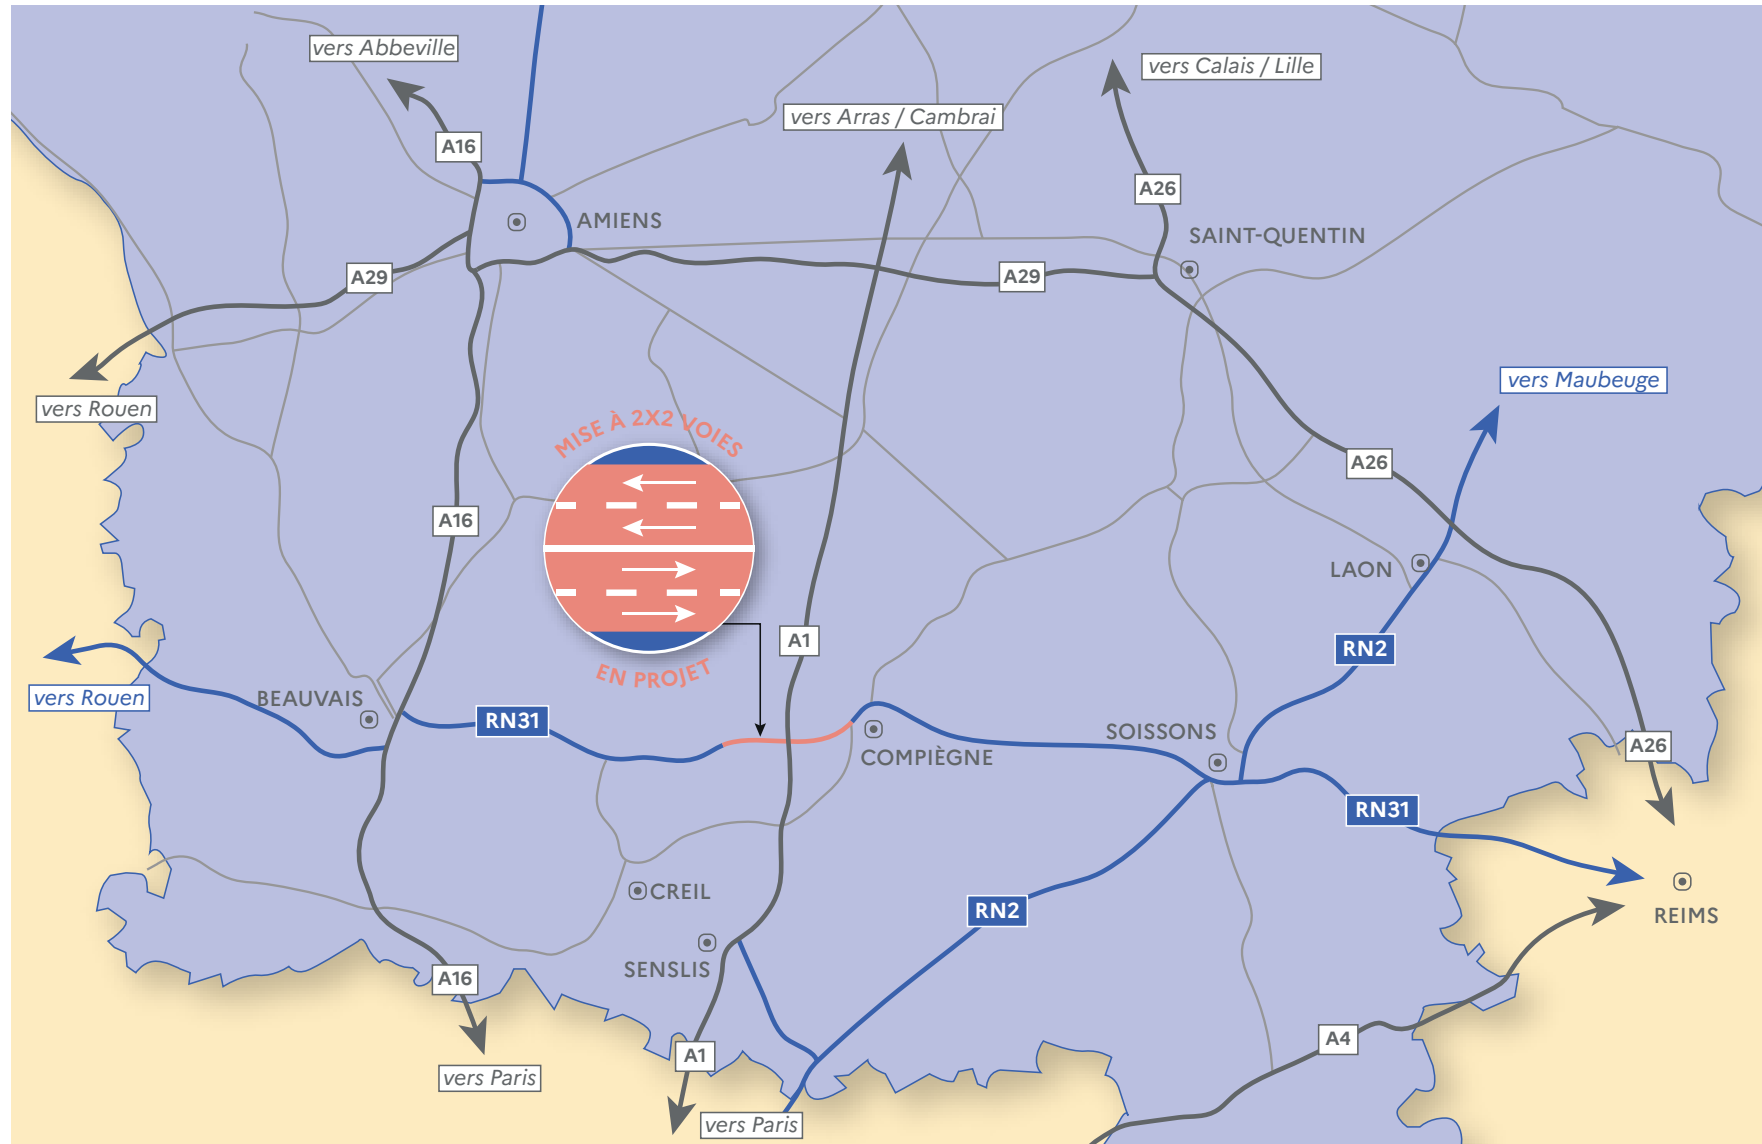 vers Abbeville
vers Calais / Lille
vers Arras / Cambrai
A16
A26
AMIENS
SAINT-QUENTIN
A29
A29
vers Maubeuge
vers Rouen
MISE À 2X2 VOIES
A26
A16
LAON
A1
RN2
EN PROJET
vers Rouen
BEAUVAIS
RN31
SOISSONS
COMPIÈGNE
A26
RN31
CREIL
RN2
REIMS
SENSLIS
A16
A4
A1
vers Paris
vers Paris